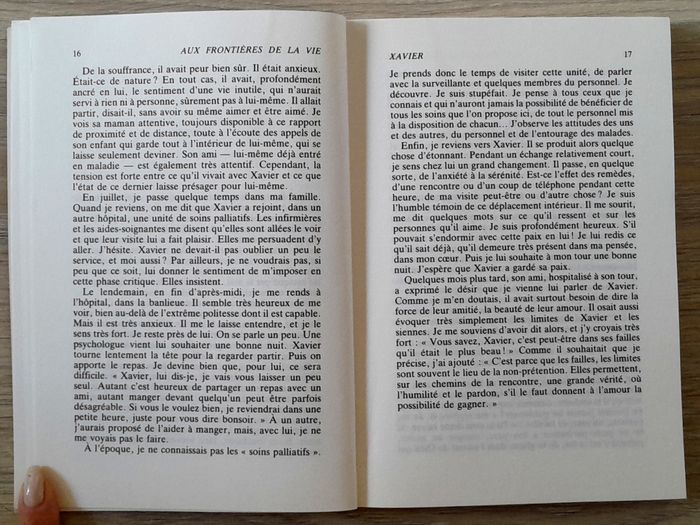 16
AUX FRONTIÈRES DE LA VIE
De la souffrance, il avait peur bien sûr. Il était anxieux.
Était-ce de nature ? En tout cas, il avait, profondément
ancré en lui, le sentiment d'une vie inutile, qui n'aurait
servi à rien ni à personne, sûrement pas à lui-même. Il allait
partir, disait-il, sans avoir su même aimer et être aimé. Je
vois sa maman attentive, toujours disponible à ce rapport
de proximité et de distance, toute à l'écoute des appels de
son enfant qui garde tout à l'intérieur de lui-même, qui se
laisse seulement deviner. Son ami — lui-même déjà entré
en maladie — est également très attentif. Cependant, la
tension est forte entre ce qu'il vivait avec Xavier et ce que
l'état de ce dernier laisse présager pour lui-même.
En juillet, je passe quelque temps dans ma famille.
Quand je reviens, on me dit que Xavier a rejoint, dans un
autre hôpital, une unité de soins palliatifs. Les infirmières
et les aides-soignantes me disent qu'elles sont allées le voir
et que leur visite lui a fait plaisir. Elles me persuadent d'y
aller. J'hésite. Xavier ne devait-il pas oublier un peu le
service, et moi aussi ? Par ailleurs, je ne voudrais pas, si
peu que ce soit, lui donner le sentiment de m'imposer en
cette phase critique. Elles insistent.
Le lendemain, en fin d'après-midi, je me rends à
l'hôpital, dans la banlieue. Il semble très heureux de me
voir, bien au-delà de l'extrême politesse dont il est capable.
Mais il est très anxieux. Il me le laisse entendre, et je le
sens très fort. Je reste près de lui. On se parle un peu. Une
psychologue vient lui souhaiter une bonne nuit. Xavier
tourne lentement la tête pour la regarder partir. Puis on
apporte le repas. Je devine bien que, pour lui, ce sera
difficile. « Xavier, lui dis-je, je vais vous laisser un peu
seul. Autant c'est heureux de partager un repas avec un
ami, autant manger devant quelqu'un peut être parfois
désagréable. Si vous le voulez bien, je reviendrai dans une
petite heure, juste pour vous dire bonsoir. » À un autre,
j'aurais proposé de l'aider à manger, mais, avec lui, je ne
me voyais pas le faire.
À l'époque, je ne connaissais pas les « soins palliatifs ».
XAVIER
17
Je prends donc le temps de visiter cette unité, de parler
avec la surveillante et quelques membres du personnel. Je
découvre. Je suis stupéfait. Je pense à tous ceux que je
connais et qui n'auront jamais la possibilité de bénéficier de
tous les soins que l'on propose ici, de tout le personnel mis
à la disposition de chacun... J'observe les attitudes des uns
et des autres, du personnel et de l'entourage des malades.
Enfin, je reviens vers Xavier. Il se produit alors quelque
chose d'étonnant. Pendant un échange relativement court,
je sens chez lui un grand changement. Il passe, en quelque
sorte, de l'anxiété à la sérénité. Est-ce l'effet des remèdes,
d'une rencontre ou d'un coup de téléphone pendant cette
heure, de ma visite peut-être ou d'autre chose ? Je suis
l'humble témoin de ce déplacement intérieur. Il me sourit,
me dit quelques mots sur ce qu'il ressent et sur les
personnes qu'il aime. Je suis profondément heureux. S'il
pouvait s'endormir avec cette paix en lui ! Je lui redis ce
qu'il sait déjà, qu'il demeure très présent dans ma pensée,
dans mon cœur. Puis je lui souhaite à mon tour une bonne
nuit. J'espère que Xavier a gardé sa paix.
Quelques mois plus tard, son ami, hospitalisé à son tour,
a exprimé le désir que je vienne lui parler de Xavier.
Comme je m'en doutais, il avait surtout besoin de dire la
force de leur amitié, la beauté de leur amour. Il osait aussi
évoquer très simplement les limites de Xavier et les
siennes. Je me souviens d'avoir dit alors, et j'y croyais très
fort : « Vous savez, Xavier, c'est peut-être dans ses failles
qu'il était le plus beau ! » Comme il souhaitait que je
précise, j'ai ajouté : « C'est parce que les failles, les limites
sont souvent le lieu de la non-prétention. Elles permettent,
sur les chemins de la rencontre, une grande vérité, où
l'humilité et le pardon, s'il le faut donnent à l'amour la
possibilité de gagner. »